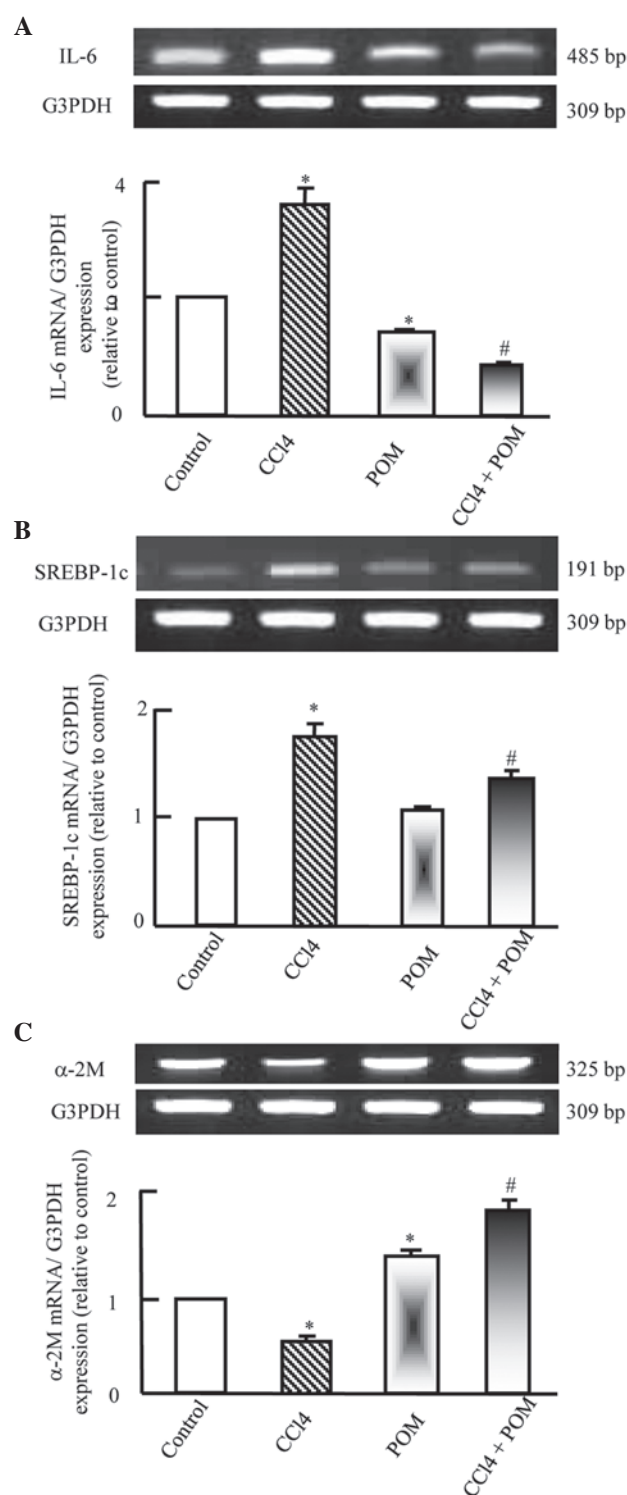 A
IL-6
485 bp
G3PDH
309 bp
IL-6 mRNA/ G3PDH
expression
(relative to control)
4
*
*
#
0
Control
CCl4
POM
CCl4 + POM
B
SREBP-1c
191 bp
G3PDH
309 bp
SREBP-1c mRNA/ G3PDH
expression (relative to control)
2
*
#
1
0
Control
CCl4
POM
CCl4 + POM
C
α-2M
325 bp
G3PDH
309 bp
α-2M mRNA/ G3PDH
expression (relative to control)
2
#
*
1
*
0
Control
CCl4
POM
CCl4 + POM